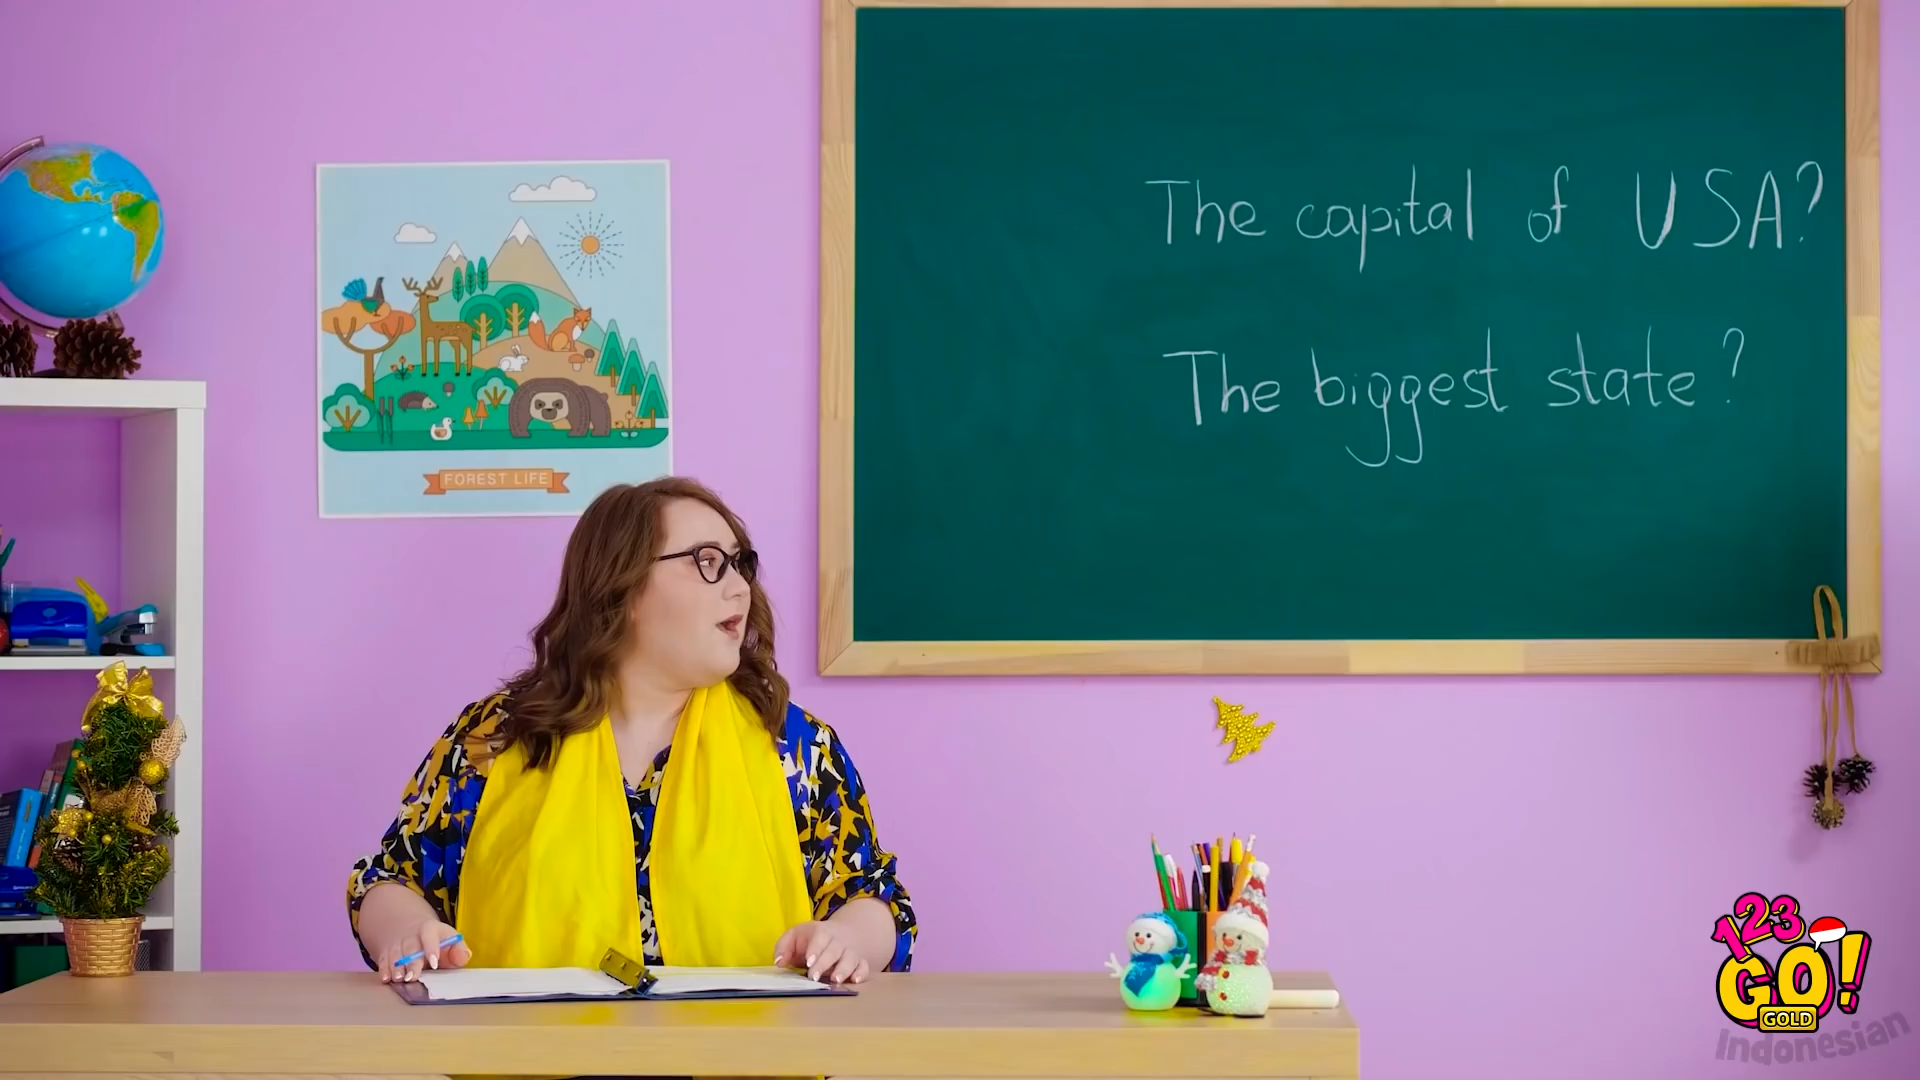 The capital of USA?
The biggest state?
FOREST LIFE
123
GO!
GOLD
Indonesian